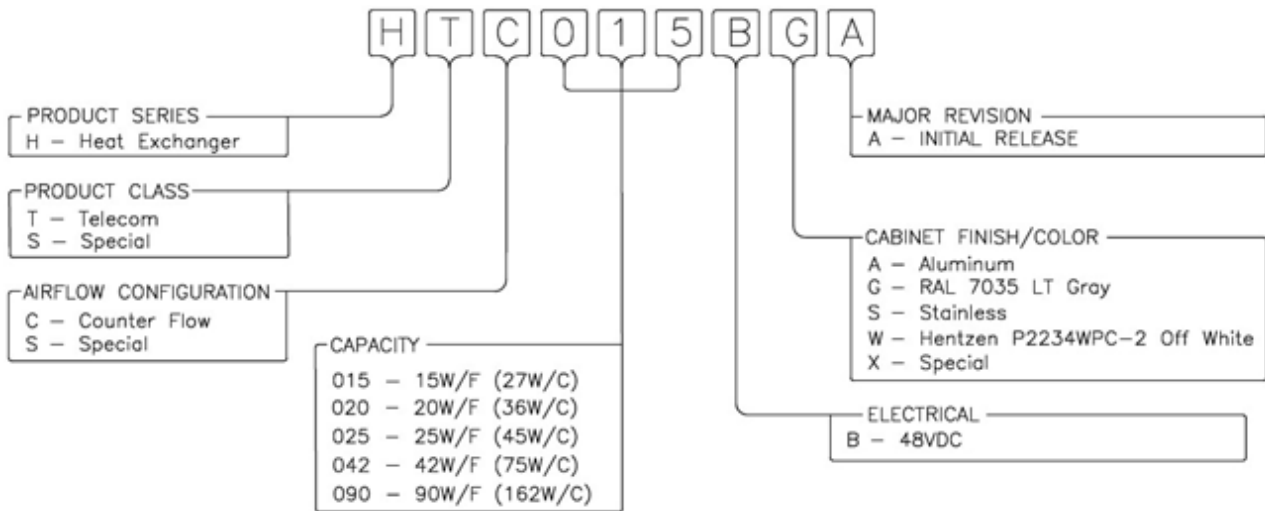 H T C 0 1 5 B G A
PRODUCT SERIES
H – Heat Exchanger
PRODUCT CLASS
T – Telecom
S – Special
AIRFLOW CONFIGURATION
C – Counter Flow
S – Special
CAPACITY
015 – 15W/F (27W/C)
020 – 20W/F (36W/C)
025 – 25W/F (45W/C)
042 – 42W/F (75W/C)
090 – 90W/F (162W/C)
MAJOR REVISION
A – INITIAL RELEASE
CABINET FINISH/COLOR
A – Aluminum
G – RAL 7035 LT Gray
S – Stainless
W – Hentzen P2234WPC-2 Off White
X – Special
ELECTRICAL
B – 48VDC